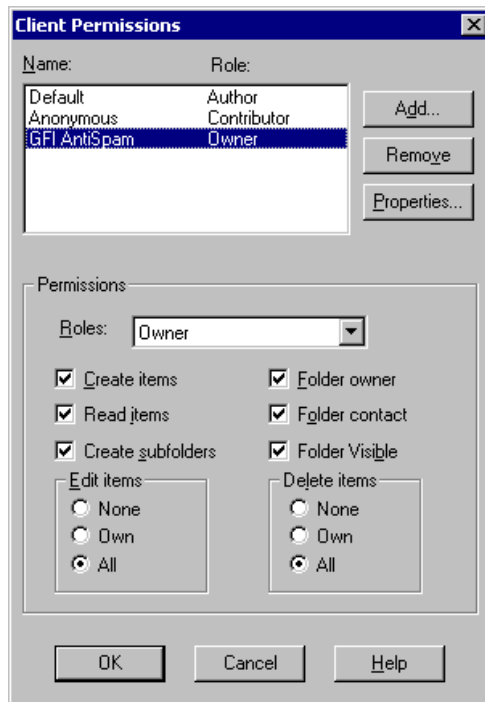 Client Permissions
Name: Role:
Default Author
Anonymous Contributor
GFI AntiSpam Owner
Add...
Remove
Properties...
Permissions
Roles: Owner
Create items Folder owner
Read items Folder contact
Create subfolders Folder Visible
Edit items Delete items
None None
Own Own
All All
OK Cancel Help